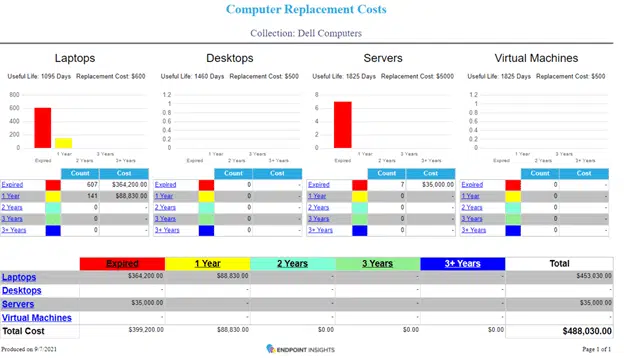 Computer Replacement Costs
Collection: Dell Computers
Laptops Desktops Servers Virtual Machines
Useful Life: 1095 Days Replacement Cost: $600 Useful Life: 1460 Days Replacement Cost: $500 Useful Life: 1825 Days Replacement Cost: $5000 Useful Life: 1825 Days Replacement Cost: $500
800 1.2 8 1.2
600 1 6 1
0.8 0.8
400 0.6 4 0.6
200 0.4 2 0.4
0.2 0.2
0 0 0 0
1 Year 3 Years 1 Year 3 Years 1 Year 3 Years 1 Year 3 Years
Expired 2 Years 3+ Years Expired 2 Years 3+ Years Expired 2 Years 3+ Years Expired 2 Years 3+ Years
Count Cost Count Cost Count Cost Count Cost
Expired 607 $364,200.00 Expired 0 - Expired 7 $35,000.00 Expired 0 -
1 Year 141 $88,830.00 1 Year 0 - 1 Year 0 - 1 Year 0 -
2 Years 0 - 2 Years 0 - 2 Years 0 - 2 Years 0 -
3 Years 0 - 3 Years 0 - 3 Years 0 - 3 Years 0 -
3+ Years 0 - 3+ Years 0 - 3+ Years 0 - 3+ Years 0 -
Expired 1 Year 2 Years 3 Years 3+ Years Total
Laptops $364,200.00 $88,830.00 - - - $453,030.00
Desktops - - - - - -
Servers $35,000.00 - - - - $35,000.00
Virtual Machines - - - - - -
Total Cost $399,200.00 $88,830.00 $0.00 $0.00 $0.00 $488,030.00
Produced on 9/7/2021 ENDPOINT INSIGHTS Page 1 of 1